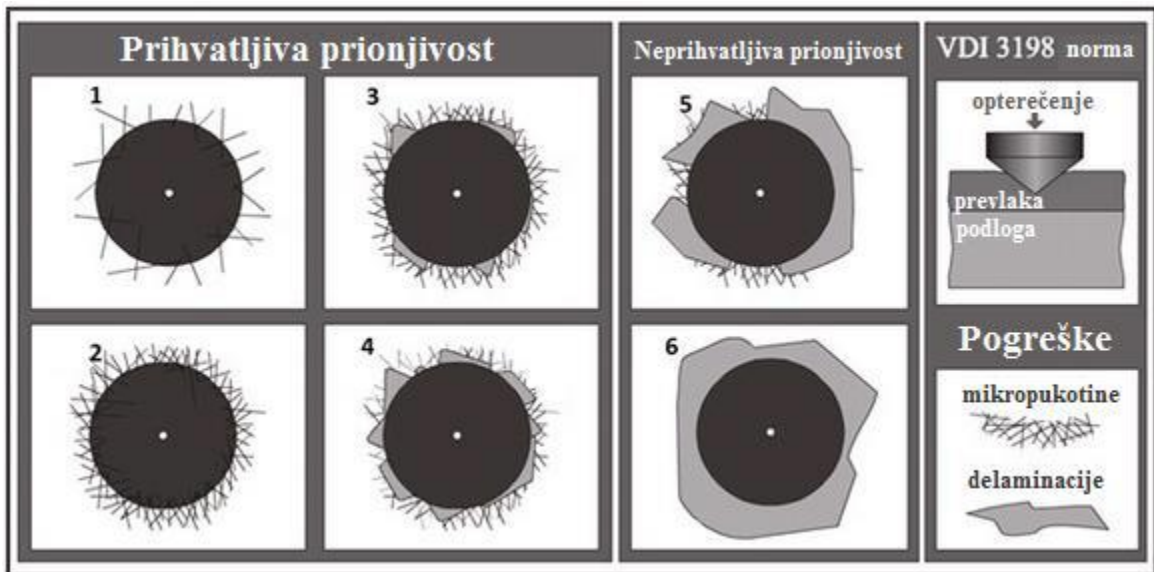 Prihvatljiva prionjivost
1
3
2
4
Neprihvatljiva prionjivost
5
6
VDI 3198 norma
opterečenje
prevlaka
podloga
Pogreške
mikropukotine
delaminacije